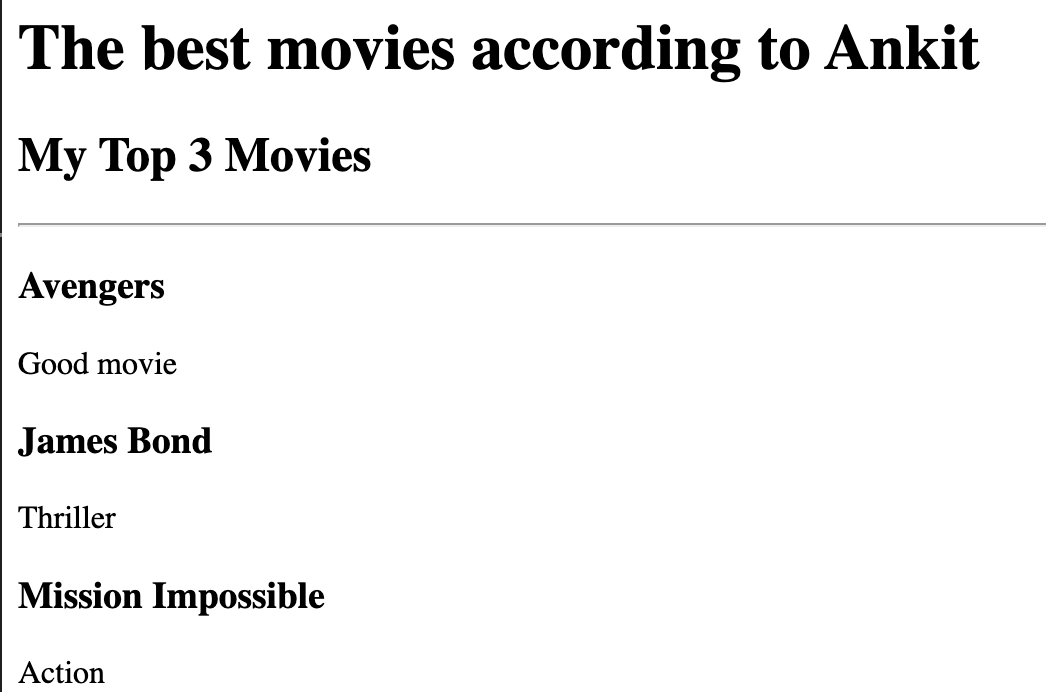 The best movies according to Ankit
My Top 3 Movies
Avengers
Good movie
James Bond
Thriller
Mission Impossible
Action